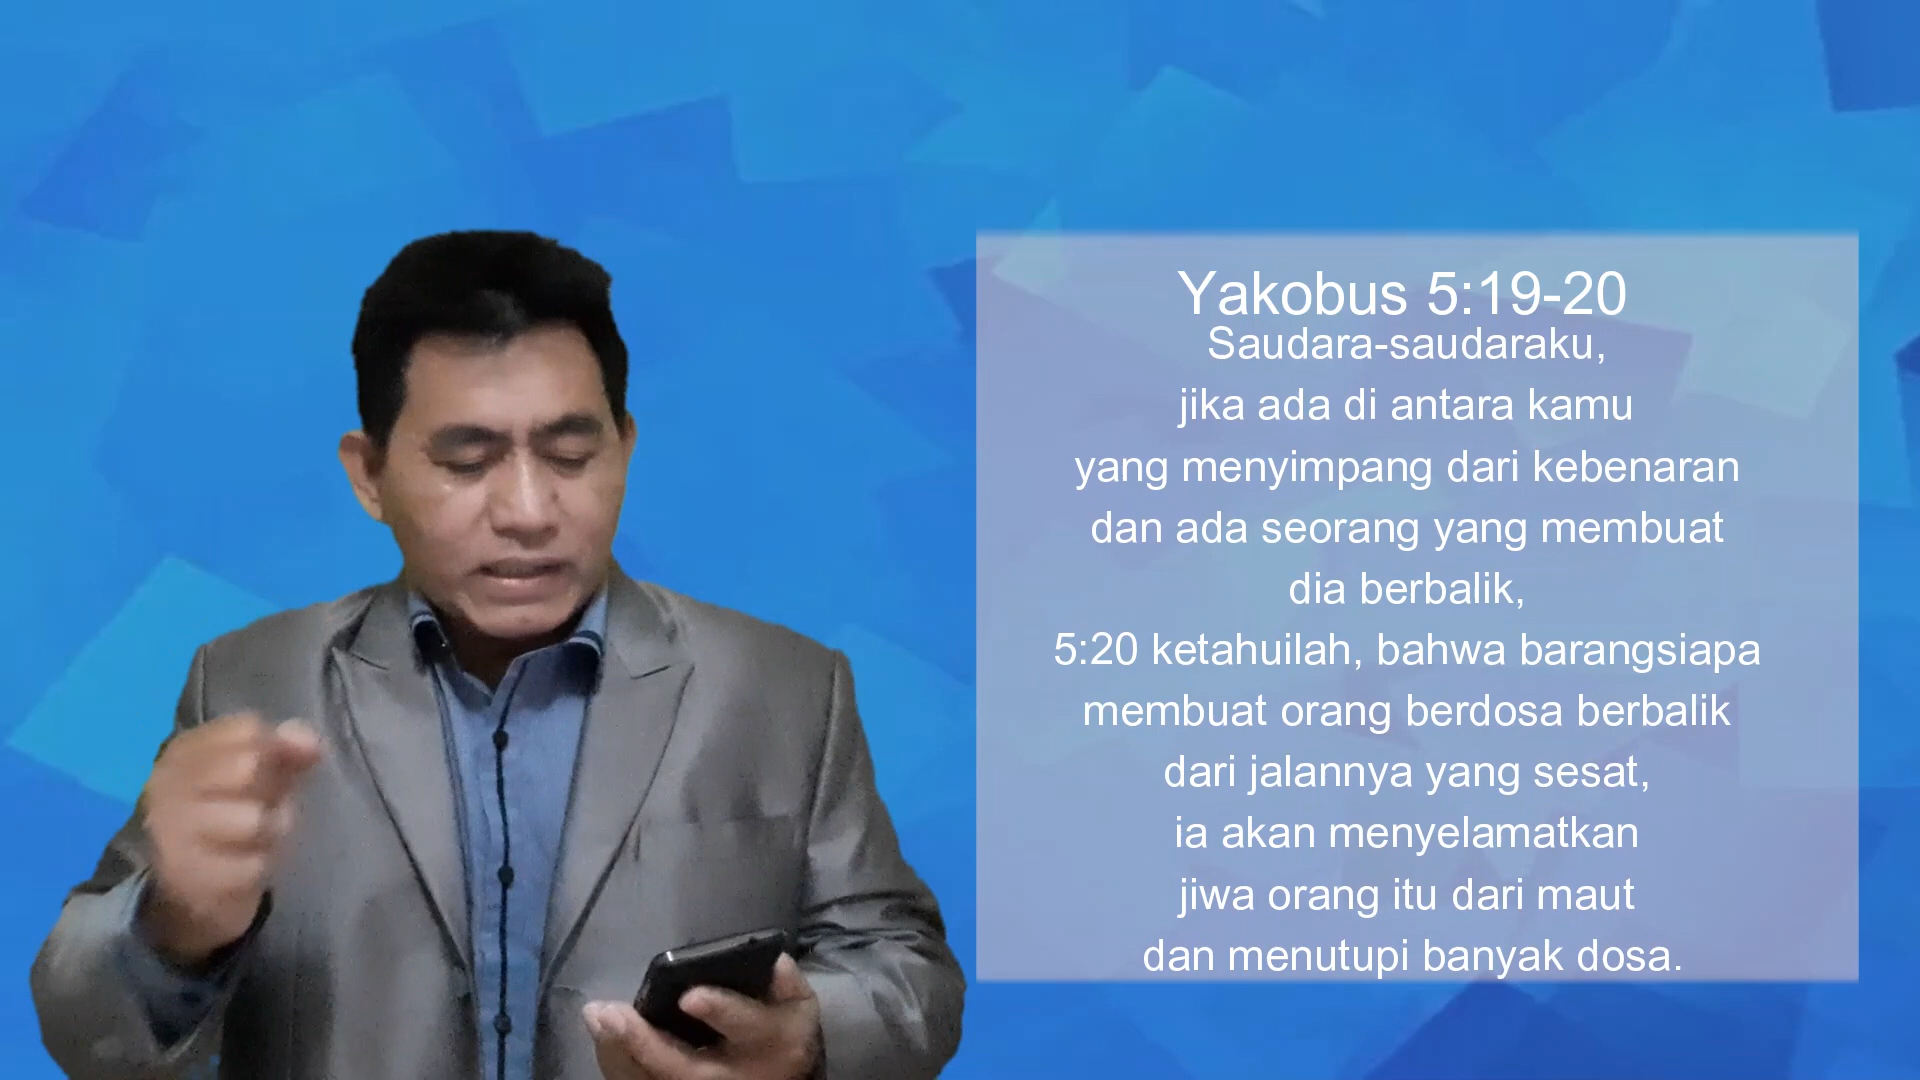 Yakobus 5:19-20
Saudara-saudaraku,
jika ada di antara kamu
yang menyimpang dari kebenaran
dan ada seorang yang membuat
dia berbalik,
5:20 ketahuilah, bahwa barangsiapa
membuat orang berdosa berbalik
dari jalannya yang sesat,
ia akan menyelamatkan
jiwa orang itu dari maut
dan menutupi banyak dosa.